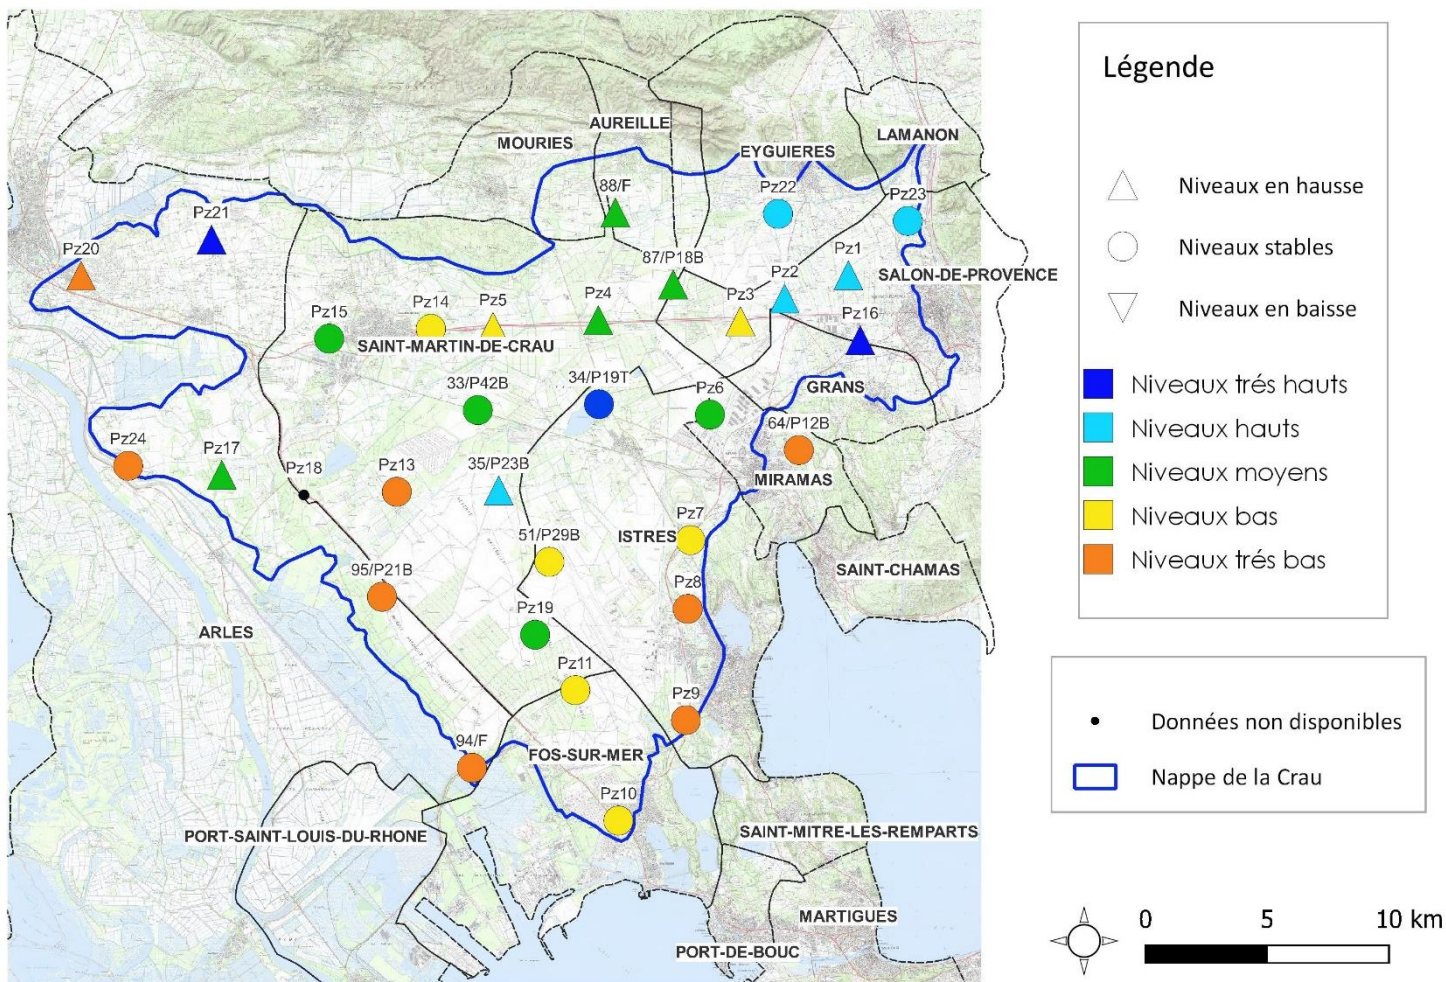 LAMANON
AUREILLE
MOURIES
EYGUIERES
88/F
Pz22
Pz23
Pz21
Pz20
87/P18B
Pz1
Pz2
SALON-DE-PROVENCE
Pz15
Pz14
Pz5
Pz4
Pz3
Pz16
SAINT-MARTIN-DE-CRAU
33/P42B
34/P19T
Pz6
GRANS
64/P12B
Pz24
Pz17
Pz18
Pz13
35/P23B
MIRAMAS
Pz7
51/P29B
ISTRES
SAINT-CHAMAS
95/P21B
Pz8
Pz19
ARLES
Pz11
Pz9
94/F
FOS-SUR-MER
Pz10
PORT-SAINT-LOUIS-DU-RHONE
SAINT-MITRE-LES-REMPARTS
MARTIGUES
PORT-DE-BOUC
Légende
Niveaux en hausse
Niveaux stables
Niveaux en baisse
Niveaux trés hauts
Niveaux hauts
Niveaux moyens
Niveaux bas
Niveaux trés bas
Données non disponibles
Nappe de la Crau
0 5 10 km